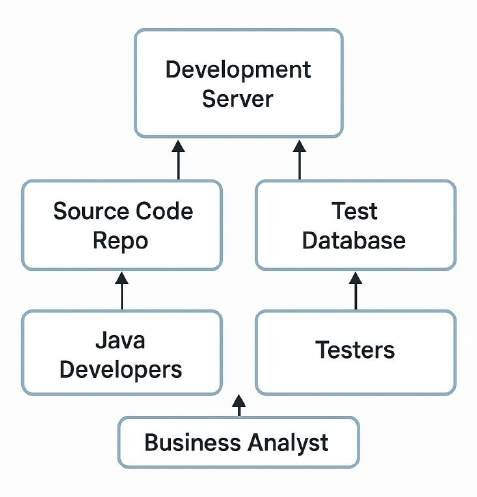 Development
Server
Source Code
Repo
Test
Database
Java
Developers
Testers
Business Analyst